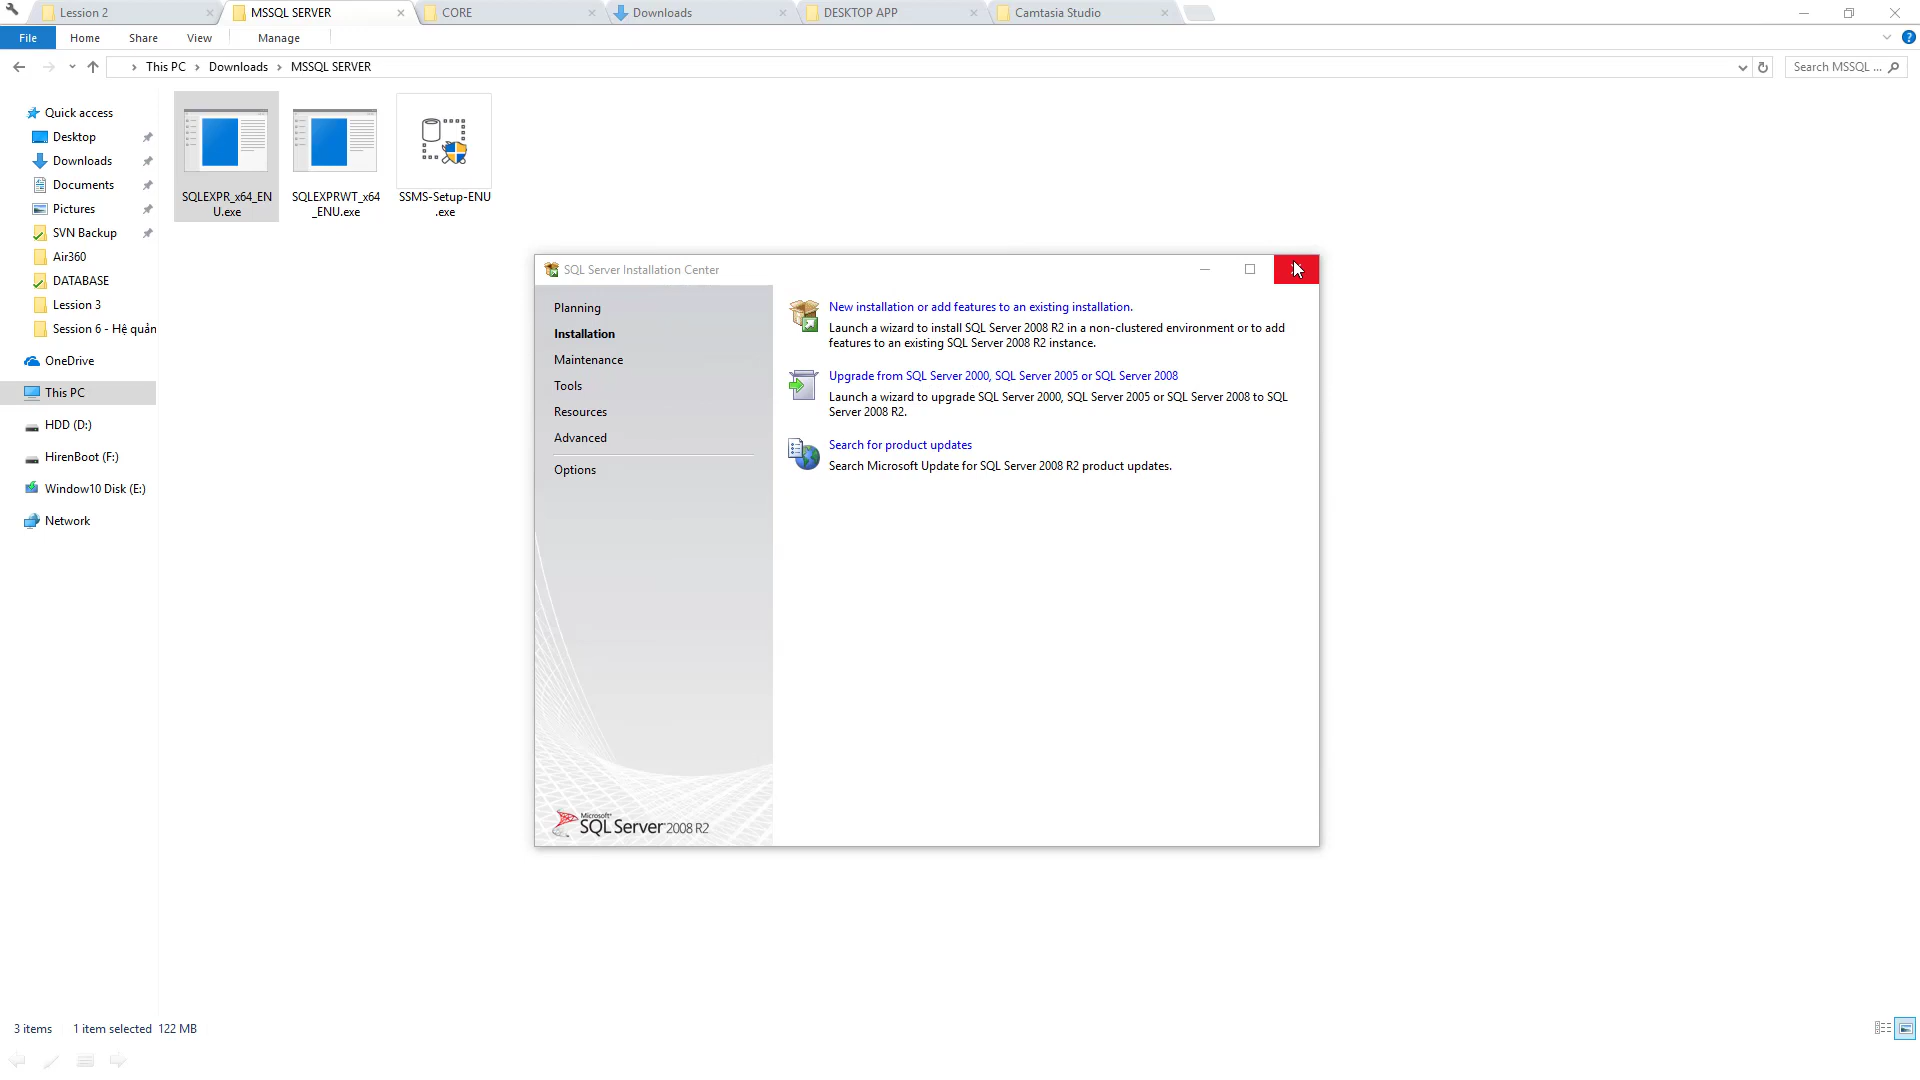 Lession 2
MSSQL SERVER
CORE
Downloads
DESKTOP APP
Camtasia Studio
File
Home
Share
View
Manage
This PC
Downloads
MSSQL SERVER
Search MSSQL ...
Quick access
Desktop
Downloads
Documents
Pictures
SVN Backup
Air360
DATABASE
Lession 3
Session 6 - Hệ quản
OneDrive
This PC
HDD (D:)
HirenBoot (F:)
Window10 Disk (E:)
Network
SQLEXPR_x64_EN
U.exe
SQLEXPRWT_x64
_ENU.exe
SSMS-Setup-ENU
.exe
SQL Server Installation Center
Planning
Installation
Maintenance
Tools
Resources
Advanced
Options
New installation or add features to an existing installation.
Launch a wizard to install SQL Server 2008 R2 in a non-clustered environment or to add
features to an existing SQL Server 2008 R2 instance.
Upgrade from SQL Server 2000, SQL Server 2005 or SQL Server 2008
Launch a wizard to upgrade SQL Server 2000, SQL Server 2005 or SQL Server 2008 to SQL
Server 2008 R2.
Search for product updates
Search Microsoft Update for SQL Server 2008 R2 product updates.
Microsoft®
SQL Server® 2008 R2
3 items
1 item selected 122 MB